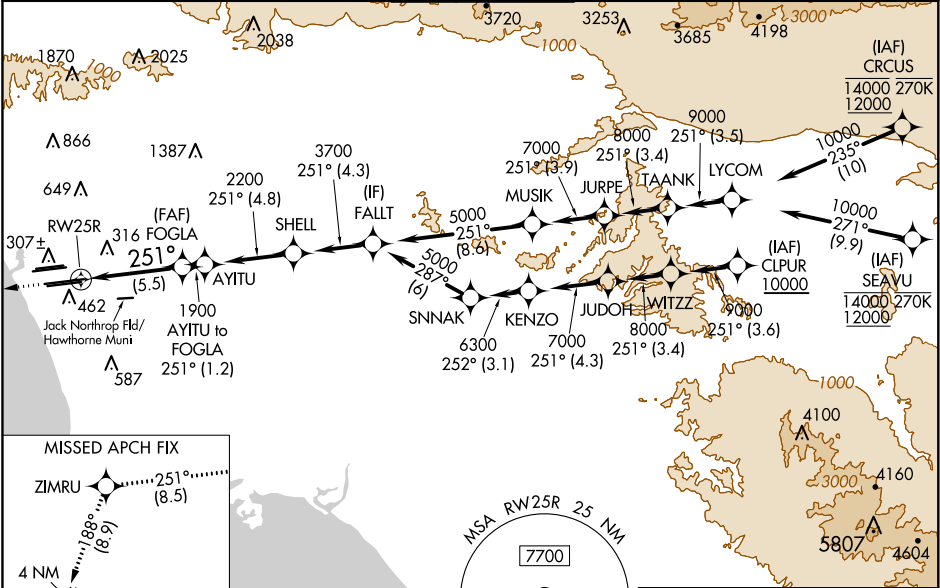 3720
3253
3685
4198
3000
2038
1870
2025
1000
1000
(IAF)
CRCUS
14000 270K
12000
866
1387
649
3700
251° (4.3)
2200
251° (4.8)
7000
251° (3.9)
8000
251° (3.4)
9000
251° (3.5)
10000
235°
(10)
LYCOM
TAANK
JURPE
MUSIK
(IF)
FALLT
SHELL
(FAF)
FOGLA
RW25R
307 ±
316
251°
(5.5)
AYITU
5000
251°
(8.6)
10000
271°
(9.9)
(IAF)
SEAVU
14000 270K
12000
(IAF)
CLPUR
10000
5000
287°
(6)
462
Jack Northrop Fld/
Hawthorne Muni
1900
AYITU to
FOGLA
251° (1.2)
587
SNNAK
KENZO
JUDOH
WITZZ
6300
252° (3.1)
7000
251° (4.3)
8000
251° (3.4)
9000
251° (3.6)
1000
4100
3000
4160
5807
4604
MISSED APCH FIX
ZIMRU
251°
(8.5)
188°
(8.9)
4 NM
MSA RW25R 25 NM
7700